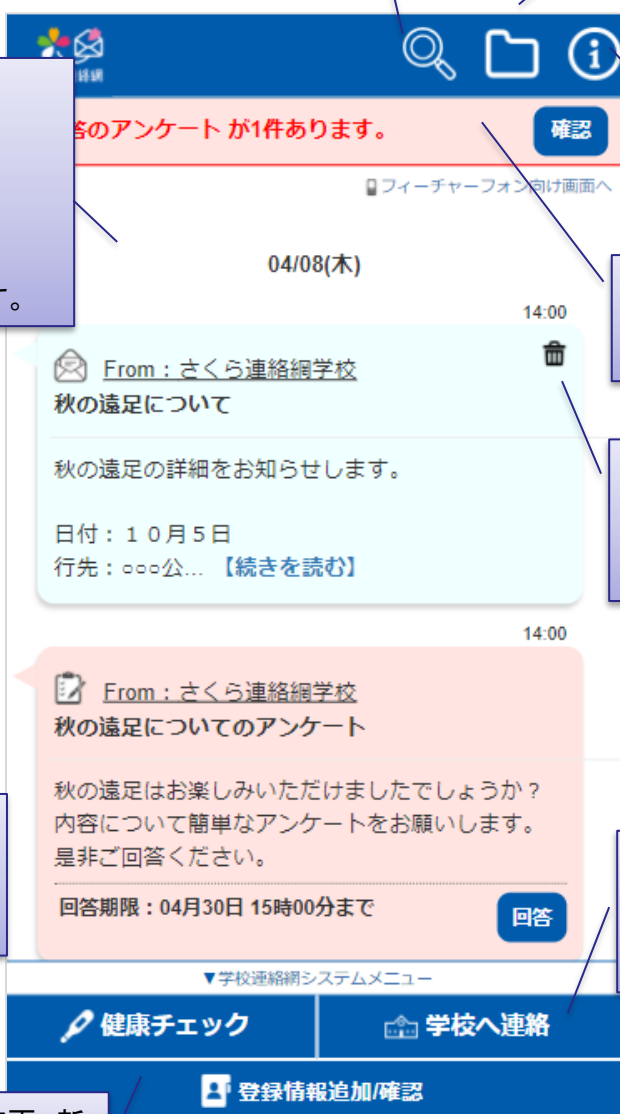 絡網
答のアンケート が1件あります。
確認
フィーチャーフォン向け画面へ
す。
04/08(木)
14:00
From：さくら連絡網学校
秋の遠足について
秋の遠足の詳細をお知らせします。
日付：１０月５日
行先：○○○公... 【続きを読む】
14:00
From：さくら連絡網学校
秋の遠足についてのアンケート
秋の遠足はお楽しみいただけましたでしょうか？
内容について簡単なアンケートをお願いします。
是非ご回答ください。
回答期限：04月30日 15時00分まで
回答
▼学校連絡網システムメニュー
健康チェック
学校へ連絡
登録情報追加/確認